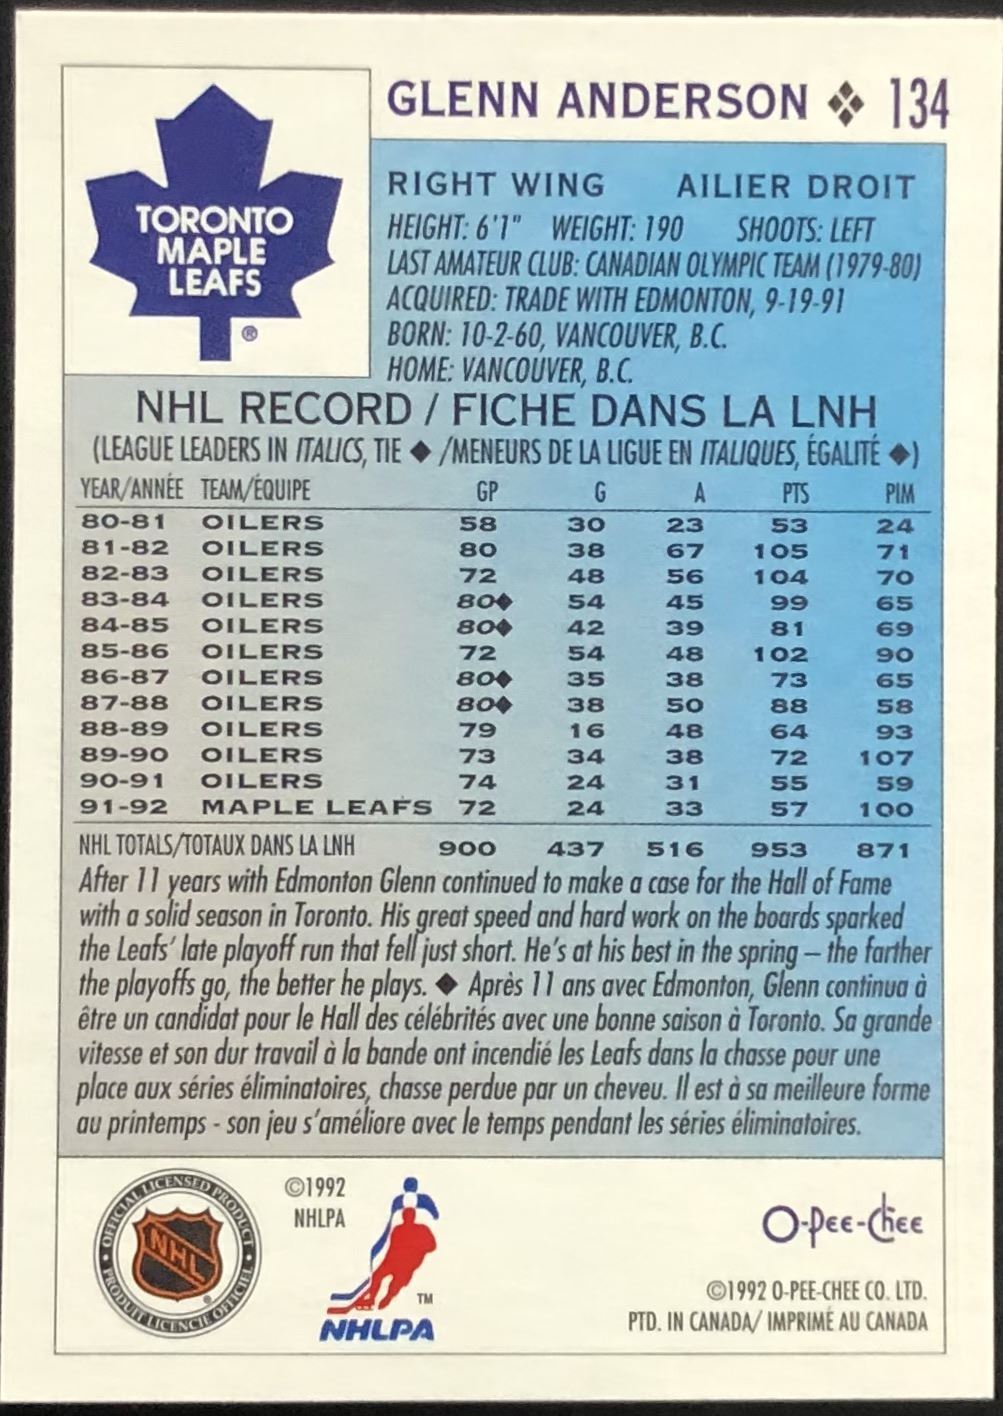 GLENN ANDERSON ❖ 134
TORONTO
MAPLE
LEAFS
®
RIGHT WING AILIER DROIT
HEIGHT: 6'1" WEIGHT: 190 SHOOTS: LEFT
LAST AMATEUR CLUB: CANADIAN OLYMPIC TEAM (1979-80)
ACQUIRED: TRADE WITH EDMONTON, 9-19-91
BORN: 10-2-60, VANCOUVER, B.C.
HOME: VANCOUVER, B.C.
NHL RECORD / FICHE DANS LA LNH
(LEAGUE LEADERS IN ITALICS, TIE ◆ /MENEURS DE LA LIGUE EN ITALIQUES, ÉGALITÉ ◆)
YEAR/ANNÉE TEAM/ÉQUIPE GP G A PTS PIM
80-81 OILERS 58 30 23 53 24
81-82 OILERS 80 38 67 105 71
82-83 OILERS 72 48 56 104 70
83-84 OILERS 80◆ 54 45 99 65
84-85 OILERS 80◆ 42 39 81 69
85-86 OILERS 72 54 48 102 90
86-87 OILERS 80◆ 35 38 73 65
87-88 OILERS 80◆ 38 50 88 58
88-89 OILERS 79 16 48 64 93
89-90 OILERS 73 34 38 72 107
90-91 OILERS 74 24 31 55 59
91-92 MAPLE LEAFS 72 24 33 57 100
NHL TOTALS/TOTAUX DANS LA LNH 900 437 516 953 871
After 11 years with Edmonton Glenn continued to make a case for the Hall of Fame
with a solid season in Toronto. His great speed and hard work on the boards sparked
the Leafs' late playoff run that fell just short. He's at his best in the spring – the farther
the playoffs go, the better he plays. ◆ Après 11 ans avec Edmonton, Glenn continua à
être un candidat pour le Hall des célébrités avec une bonne saison à Toronto. Sa grande
vitesse et son dur travail à la bande ont incendié les Leafs dans la chasse pour une
place aux séries éliminatoires, chasse perdue par un cheveu. Il est à sa meilleure forme
au printemps - son jeu s'améliore avec le temps pendant les séries éliminatoires.
OFFICIAL LICENSED PRODUCT
NHL
®
PRODUIT LICENCIE OFFICIEL
©1992
NHLPA
TM
NHLPA
O-Pee-Chee
©1992 O-PEE-CHEE CO. LTD.
PTD. IN CANADA/ IMPRIMÉ AU CANADA